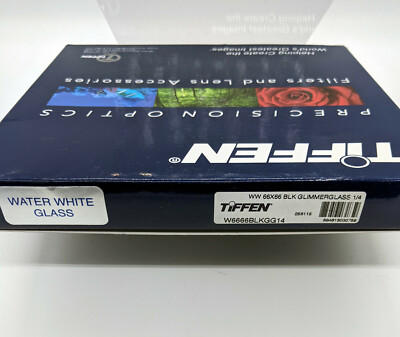 Helping Create the
World's Greatest Images
TIFFEN
Filters and Lens Accessories
PRECISION OPTICS
TIFFEN®
WATER WHITE
GLASS
WW 66X66 BLK GLIMMERGLASS 1/4
TIFFEN™
W6666BLKGG14